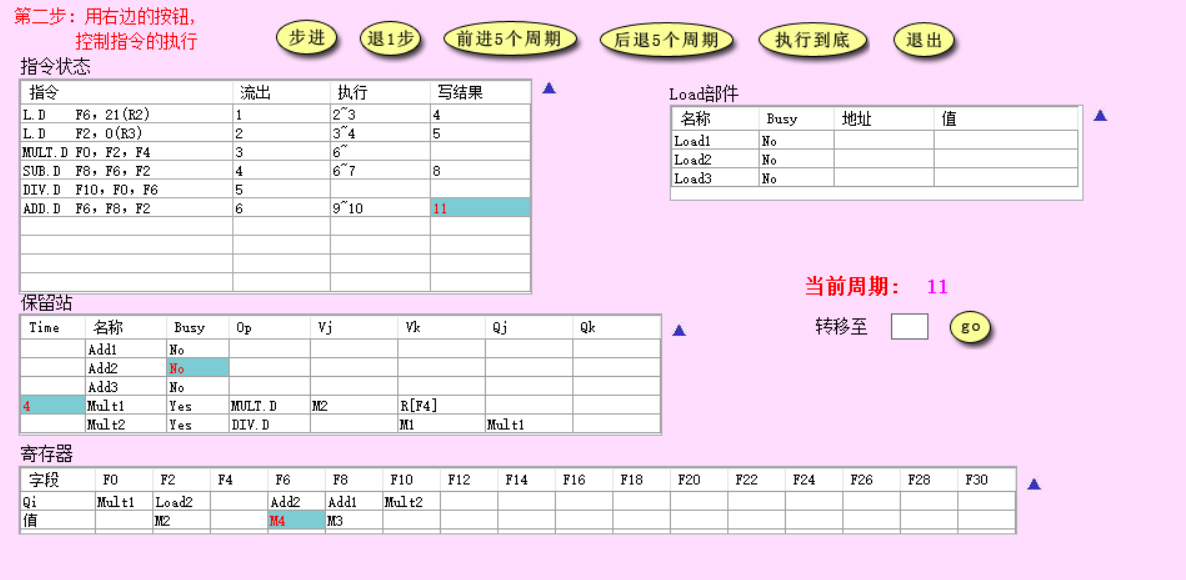 第二步：用右边的按钮，
控制指令的执行
步进 退1步 前进5个周期 后退5个周期 执行到底 退出
指令状态
指令 流出 执行 写结果
L.D F6, 21(R2) 1 2~3 4
L.D F2, 0(R3) 2 3~4 5
MULT.D F0, F2, F4 3 6~
SUB.D F8, F6, F2 4 6~7 8
DIV.D F10, F0, F6 5
ADD.D F6, F8, F2 6 9~10 11
Load部件
名称 Busy 地址 值
Load1 No
Load2 No
Load3 No
当前周期： 11
转移至 go
保留站
Time 名称 Busy Op Vj Vk Qj Qk
Add1 No
Add2 No
Add3 No
4 Mult1 Yes MULT.D M2 R[F4]
Mult2 Yes DIV.D M1 Mult1
寄存器
字段 F0 F2 F4 F6 F8 F10 F12 F14 F16 F18 F20 F22 F24 F26 F28 F30
Qi Mult1 Load2 Add2 Add1 Mult2
值 M2 M4 M3